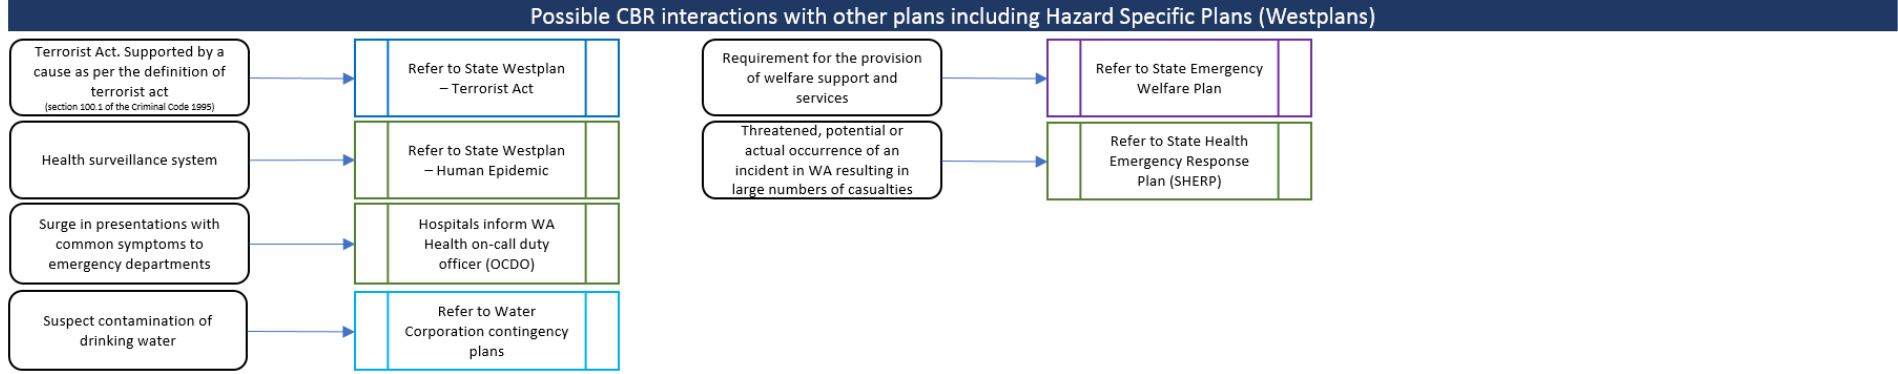 Possible CBR interactions with other plans including Hazard Specific Plans (Westplans)
Terrorist Act. Supported by a
cause as per the definition of
terrorist act
(section 100.1 of the Criminal Code 1995)
Refer to State Westplan
– Terrorist Act
Health surveillance system
Refer to State Westplan
– Human Epidemic
Surge in presentations with
common symptoms to
emergency departments
Hospitals inform WA
Health on-call duty
officer (OCDO)
Suspect contamination of
drinking water
Refer to Water
Corporation contingency
plans
Requirement for the provision
of welfare support and
services
Refer to State Emergency
Welfare Plan
Threatened, potential or
actual occurrence of an
incident in WA resulting in
large numbers of casualties
Refer to State Health
Emergency Response
Plan (SHERP)